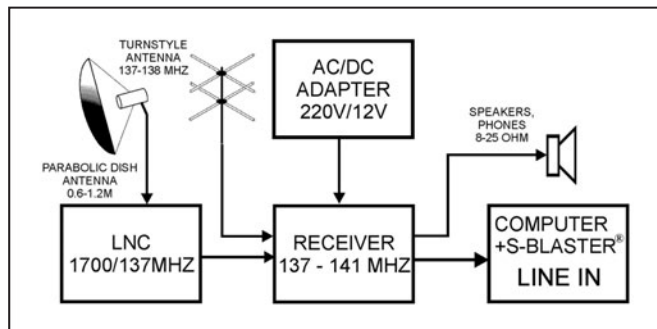 TURNSTYLE
ANTENNA
137-138 MHZ
AC/DC
ADAPTER
220V/12V
SPEAKERS,
PHONES
8-25 OHM
PARABOLIC DISH
ANTENNA
0.6-1.2M
LNC
1700/137MHZ
RECEIVER
137 - 141 MHZ
COMPUTER
+S-BLASTER®
LINE IN